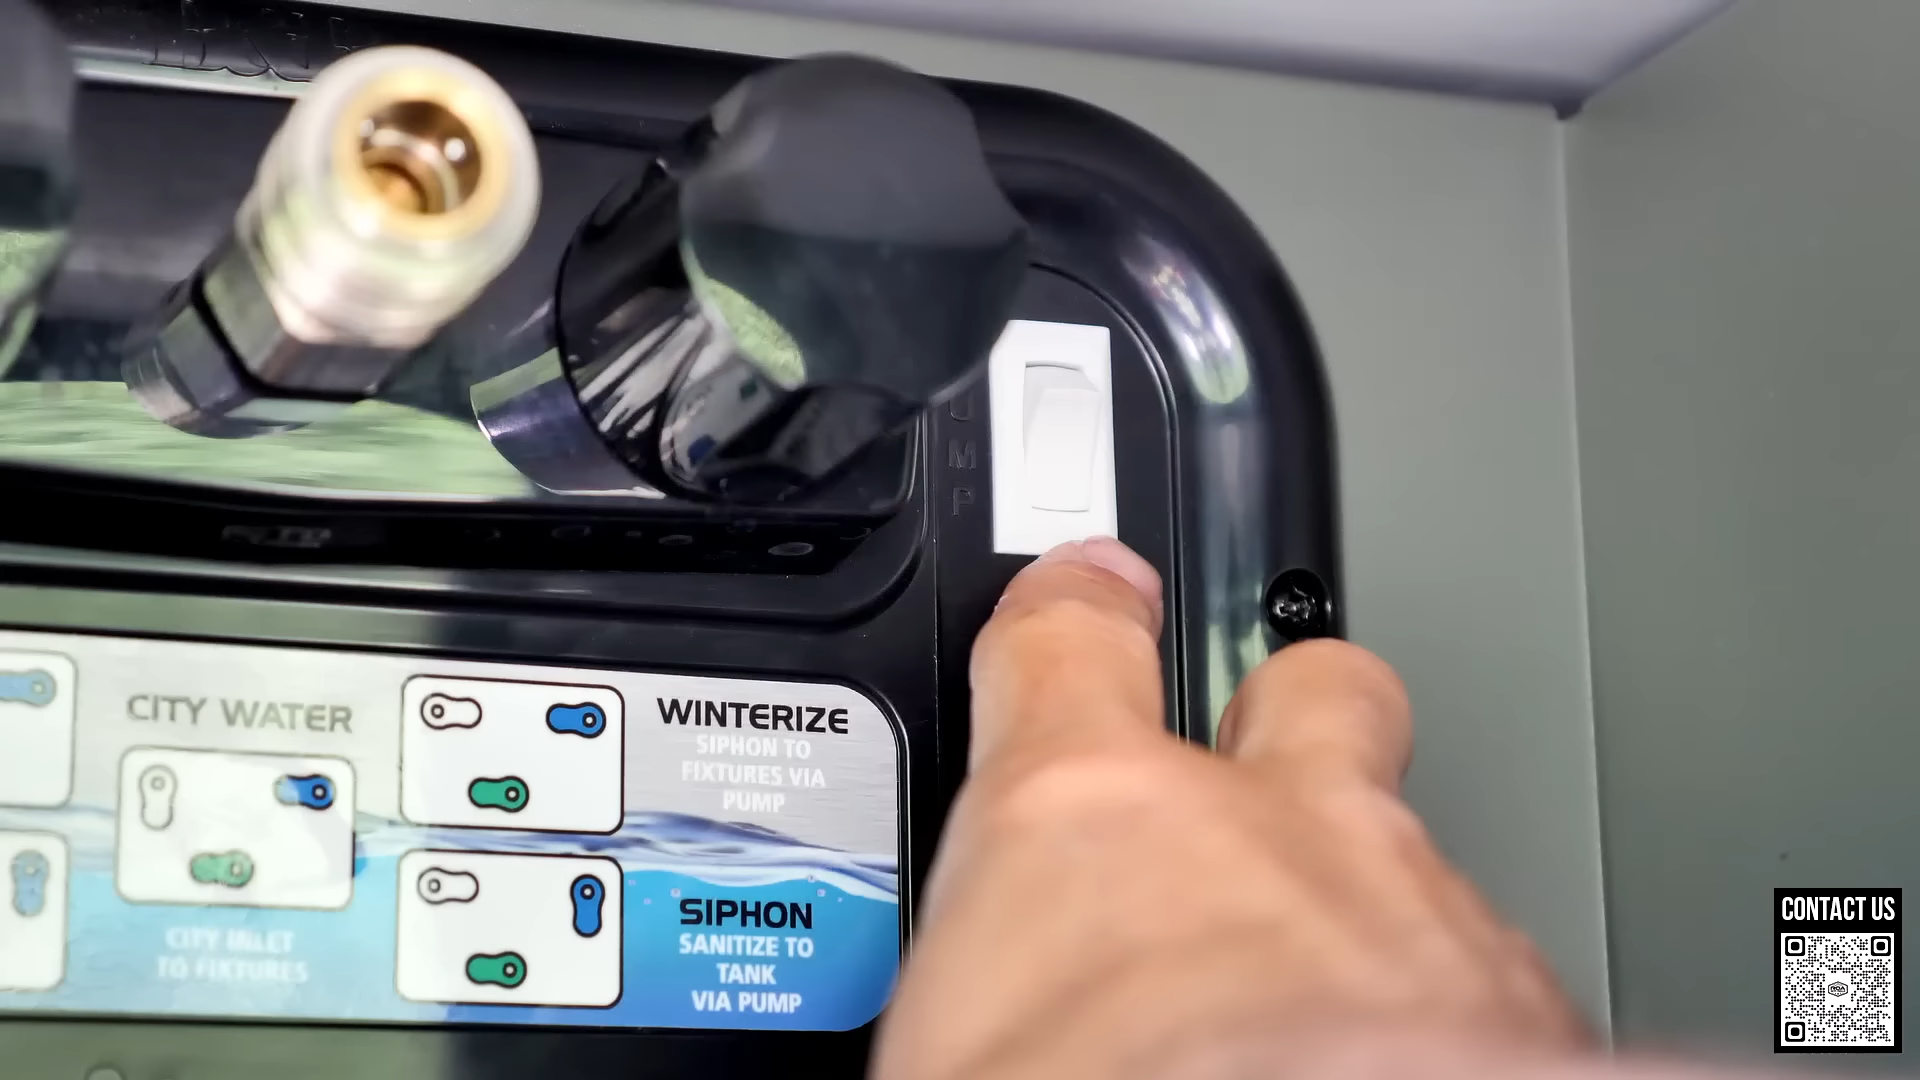 UMP
CITY WATER
CITY INLET
TO FIXTURES
WINTERIZE
SIPHON TO
FIXTURES VIA
PUMP
SIPHON
SANITIZE TO
TANK
VIA PUMP
CONTACT US